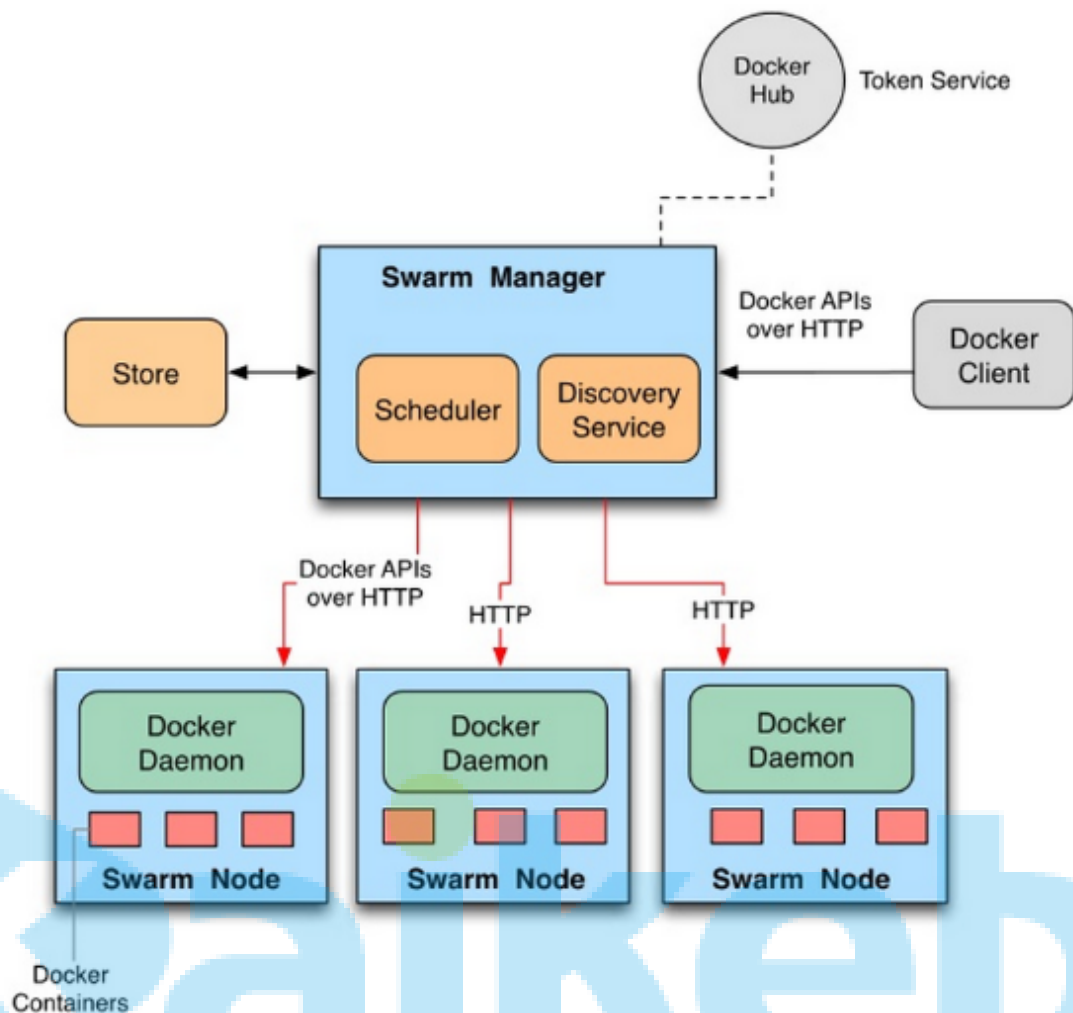 Docker
Hub
Token Service
Swarm Manager
Docker APIs
over HTTP
Store
Scheduler
Discovery
Service
Docker
Client
Docker APIs
over HTTP
HTTP
HTTP
Docker
Daemon
Docker
Daemon
Docker
Daemon
Swarm Node
Swarm Node
Swarm Node
Docker
Containers